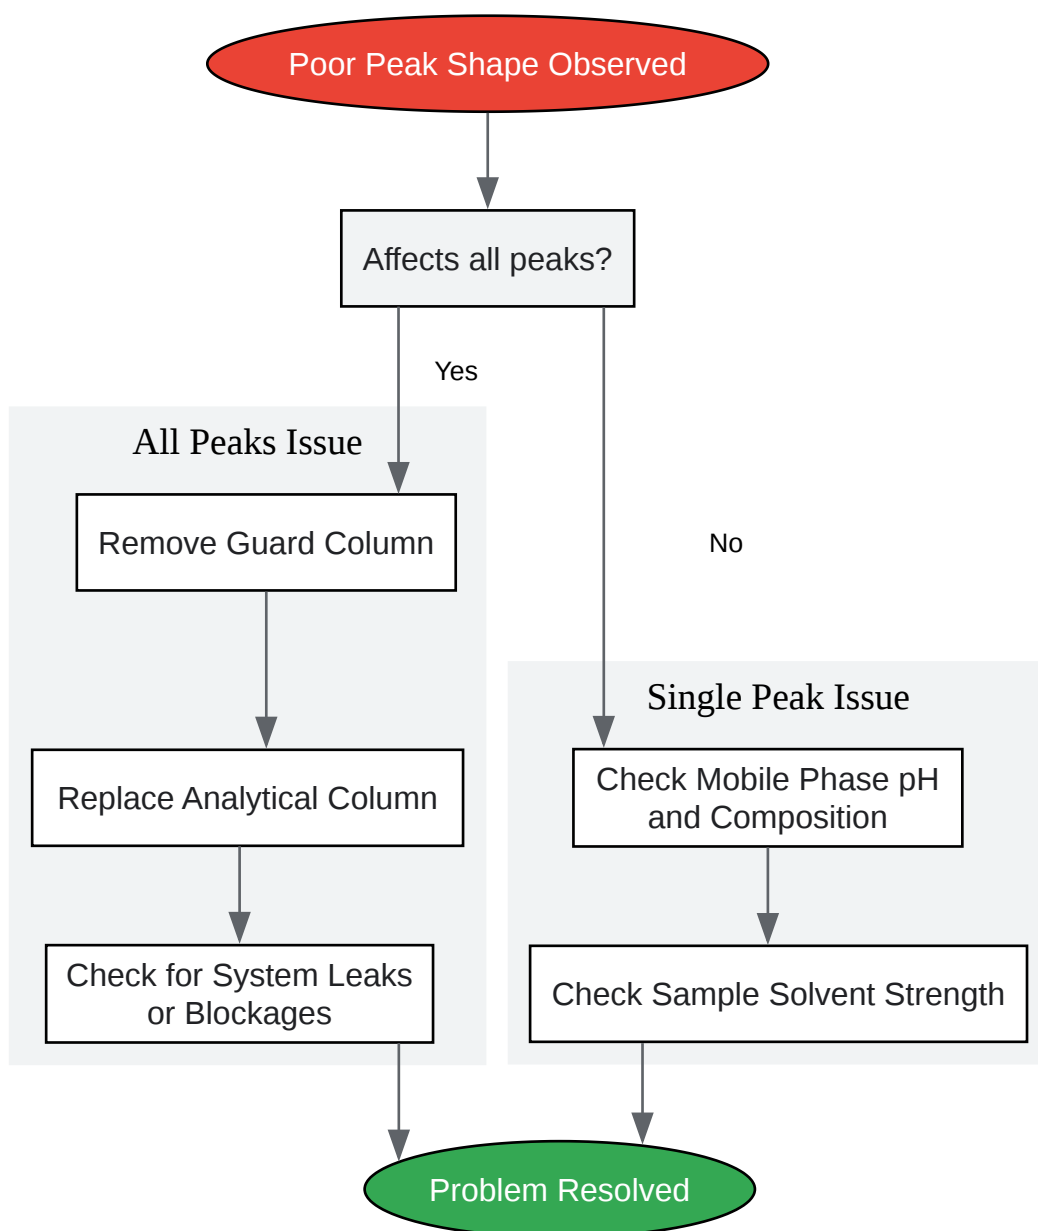 Poor Peak Shape Observed
Affects all peaks?
Yes
All Peaks Issue
Remove Guard Column
No
Single Peak Issue
Replace Analytical Column
Check Mobile Phase pH
and Composition
Check for System Leaks
or Blockages
Check Sample Solvent Strength
Problem Resolved